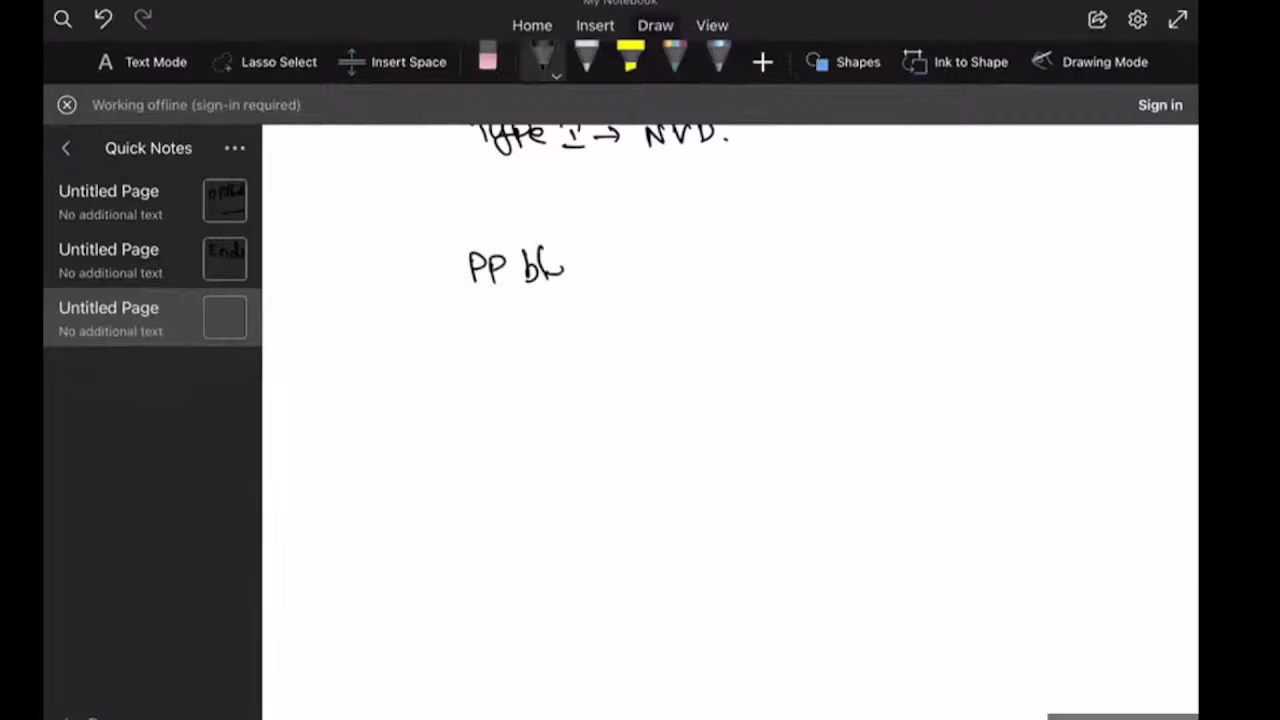 My Notebook
Home Insert Draw View
Text Mode Lasso Select Insert Space Shapes Ink to Shape Drawing Mode
Working offline (sign-in required) Sign in
Quick Notes
Untitled Page
No additional text
Untitled Page
No additional text
Untitled Page
No additional text
Type I → NVD.
PP